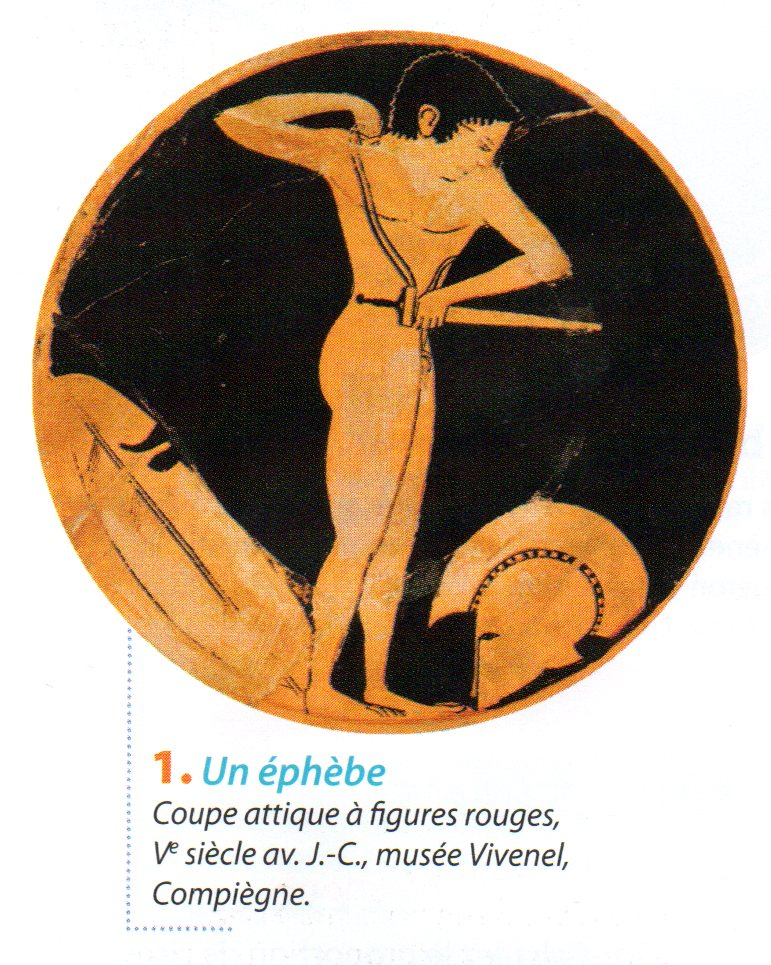 1. Un éphèbe
Coupe attique à figures rouges,
Ve siècle av. J.-C., musée Vivenel,
Compiègne.